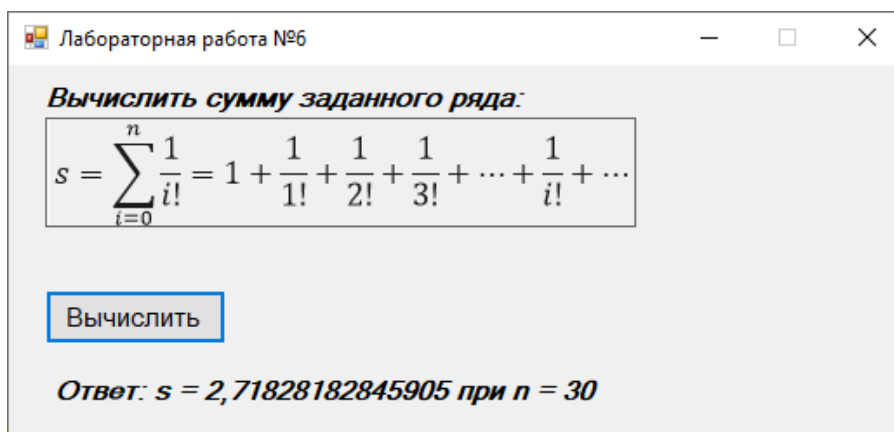 Лабораторная работа №6
Вычислить сумму заданного ряда:
s = ∑_{i=0}^{n} 1/i! = 1 + 1/1! + 1/2! + 1/3! + ⋯ + 1/i! + ⋯
Вычислить
Ответ: s = 2,71828182845905 при n = 30